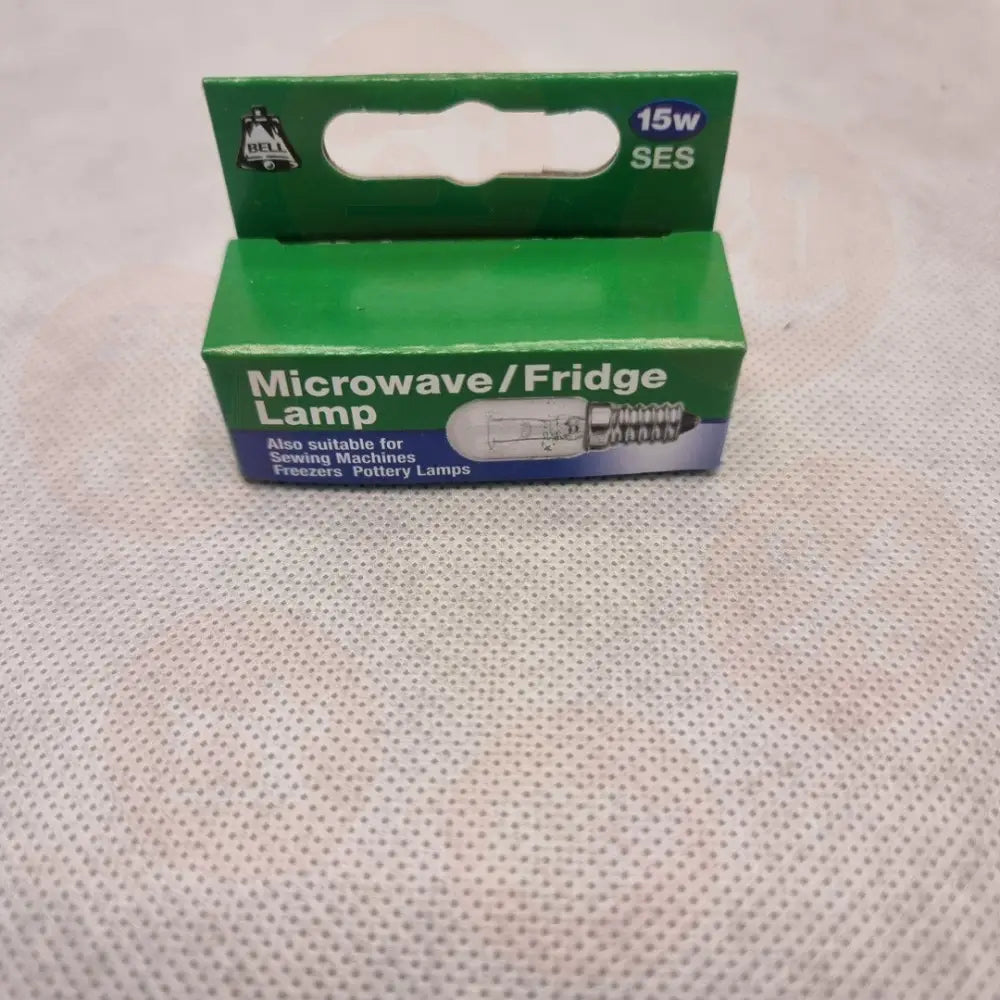 BELL
15w
SES
Microwave/Fridge
Lamp
Also suitable for
Sewing Machines
Freezers Pottery Lamps